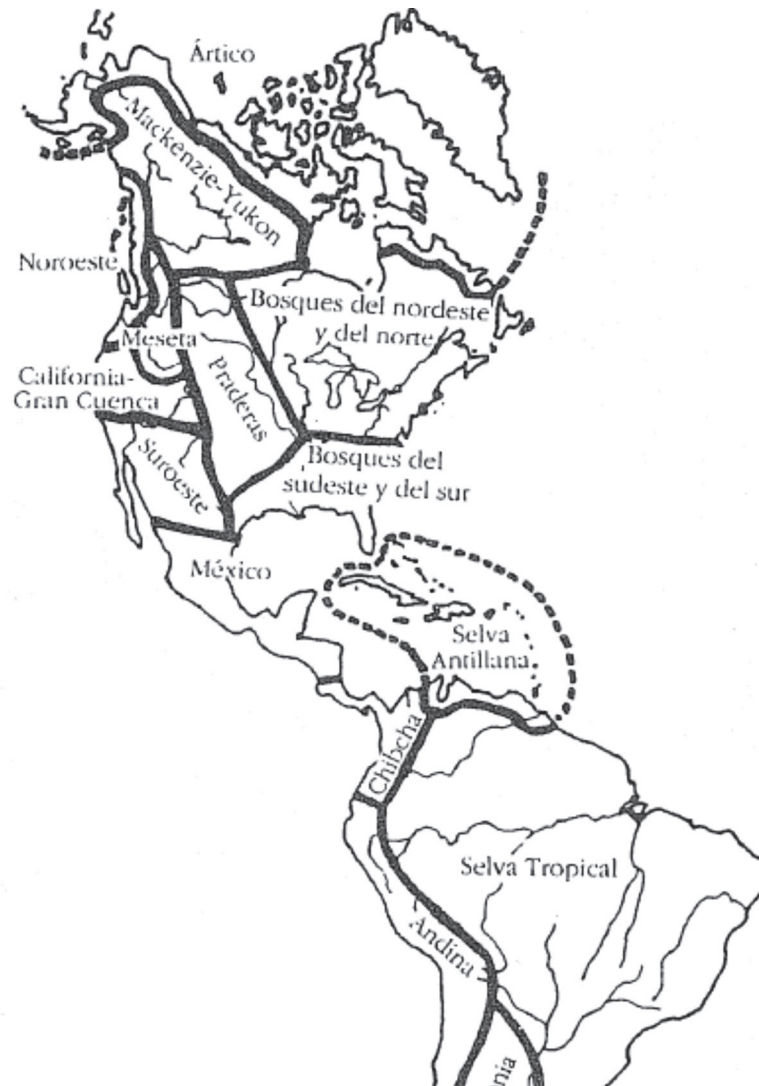 Ártico
Mackenzie-Yukon
Noroeste
Bosques del nordeste
y del norte
Meseta
Praderas
California-
Gran Cuenca
Suroeste
Bosques del
sudeste y del sur
México
Selva
Antillana
Chibcha
Selva Tropical
Andina
nia